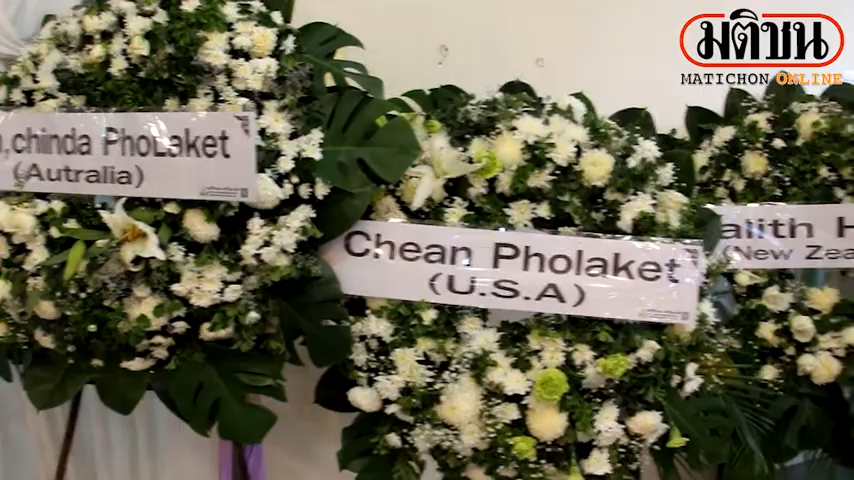 มติชน
MATICHON ONLINE
,chinda PhoLaket
(Autralia)
Chean Pholaket
(U.S.A)
alith H
(New Zea